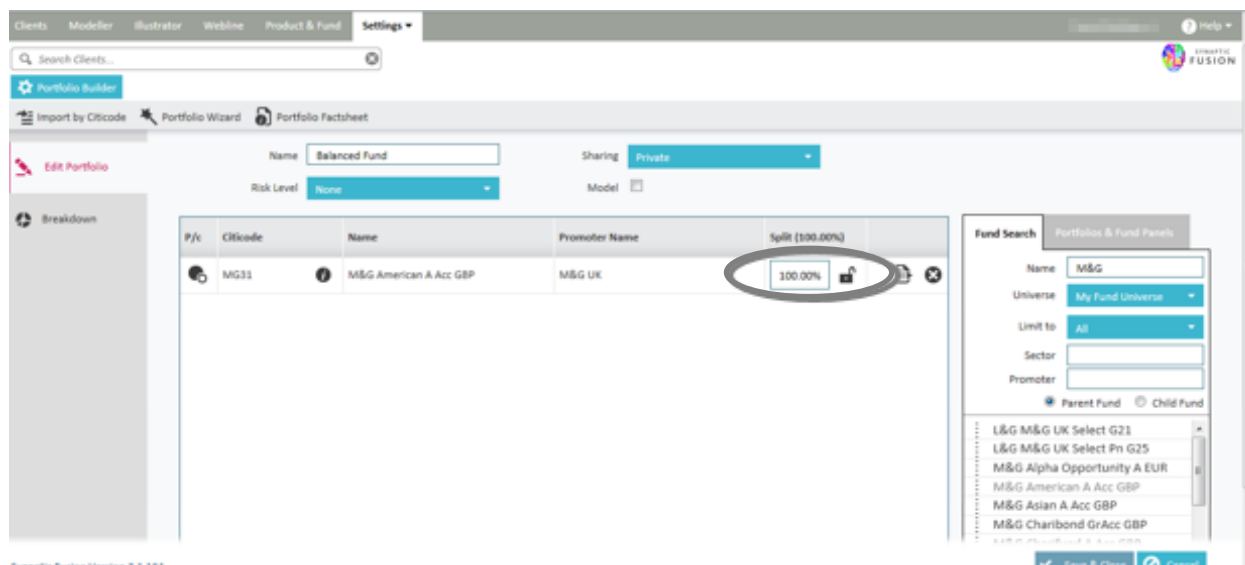 Clients Modeller Illustrator Webline Product & Fund Settings Help
Search Clients...
SYNAPTIC
FUSION
Portfolio Builder
Import by Citicode Portfolio Wizard Portfolio Factsheet
Edit Portfolio
Breakdown
Name Balanced Fund Sharing Private
Risk Level None Model
P/c Citicode Name Promoter Name Split (100.00%)
MG31 M&G American A Acc GBP M&G UK 100.00%
Fund Search Portfolios & Fund Panels
Name M&G
Universe My Fund Universe
Limit to All
Sector
Promoter
Parent Fund Child Fund
L&G M&G UK Select G21
L&G M&G UK Select Pn G25
M&G Alpha Opportunity A EUR
M&G American A Acc GBP
M&G Asian A Acc GBP
M&G Charibond GrAcc GBP
Save & Close Cancel